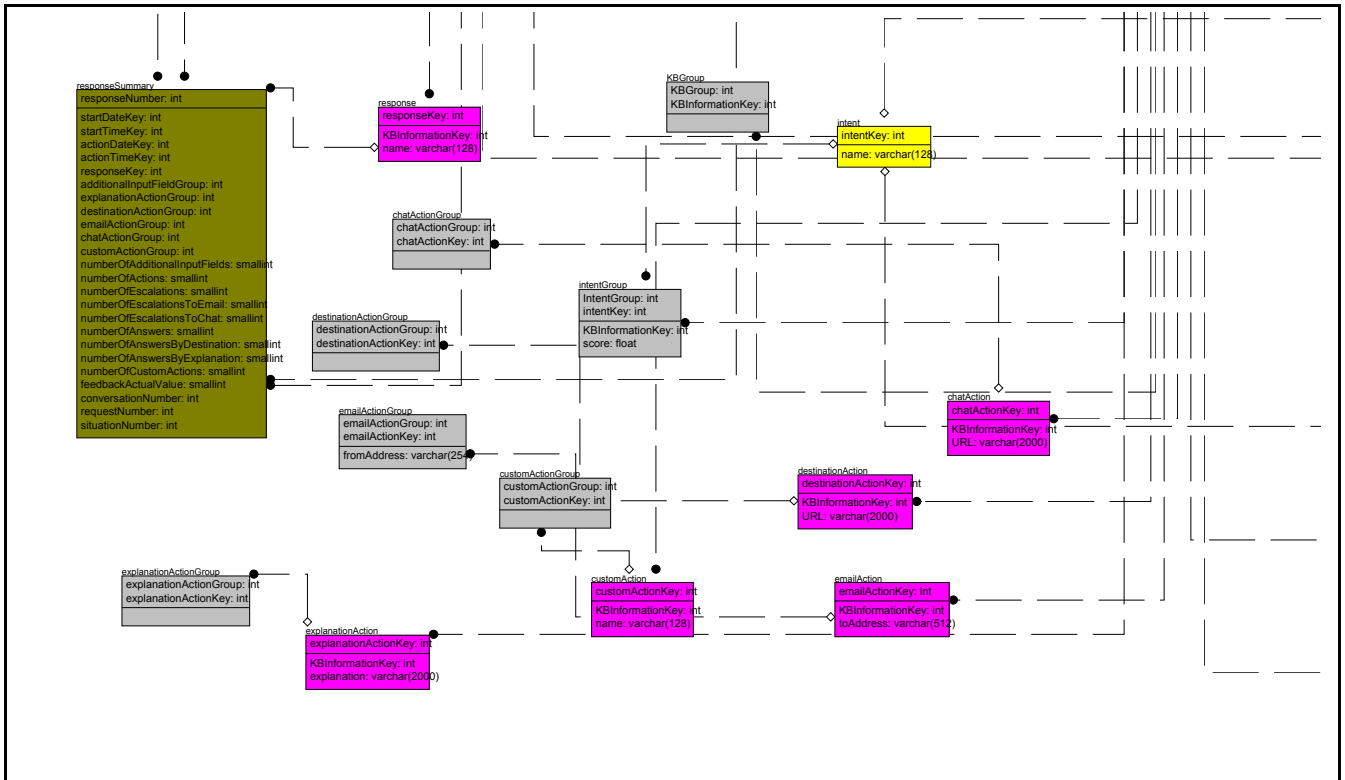 responseSummary
responseNumber: int
startDateKey: int
startTimeKey: int
actionDateKey: int
actionTimeKey: int
responseKey: int
additionalInputFieldGroup: int
explanationActionGroup: int
destinationActionGroup: int
emailActionGroup: int
chatActionGroup: int
customActionGroup: int
numberOfAdditionalInputFields: smallint
numberOfActions: smallint
numberOfEscalations: smallint
numberOfEscalationsToEmail: smallint
numberOfEscalationsToChat: smallint
numberOfAnswers: smallint
numberOfAnswersByDestination: smallint
numberOfAnswersByExplanation: smallint
numberOfCustomActions: smallint
feedbackActualValue: smallint
conversationNumber: int
requestNumber: int
situationNumber: int
response
responseKey: int
KBInformationKey: int
name: varchar(128)
KBGroup
KBGroup: int
KBInformationKey: int
intent
intentKey: int
name: varchar(128)
chatActionGroup
chatActionGroup: int
chatActionKey: int
intentGroup
IntentGroup: int
intentKey: int
KBInformationKey: int
score: float
destinationActionGroup
destinationActionGroup: int
destinationActionKey: int
chatAction
chatActionKey: int
KBInformationKey: int
URL: varchar(2000)
emailActionGroup
emailActionGroup: int
emailActionKey: int
fromAddress: varchar(254)
customActionGroup
customActionGroup: int
customActionKey: int
destinationAction
destinationActionKey: int
KBInformationKey: int
URL: varchar(2000)
explanationActionGroup
explanationActionGroup: int
explanationActionKey: int
customAction
customActionKey: int
KBInformationKey: int
name: varchar(128)
emailAction
emailActionKey: int
KBInformationKey: int
toAddress: varchar(512)
explanationAction
explanationActionKey: int
KBInformationKey: int
explanation: varchar(2000)